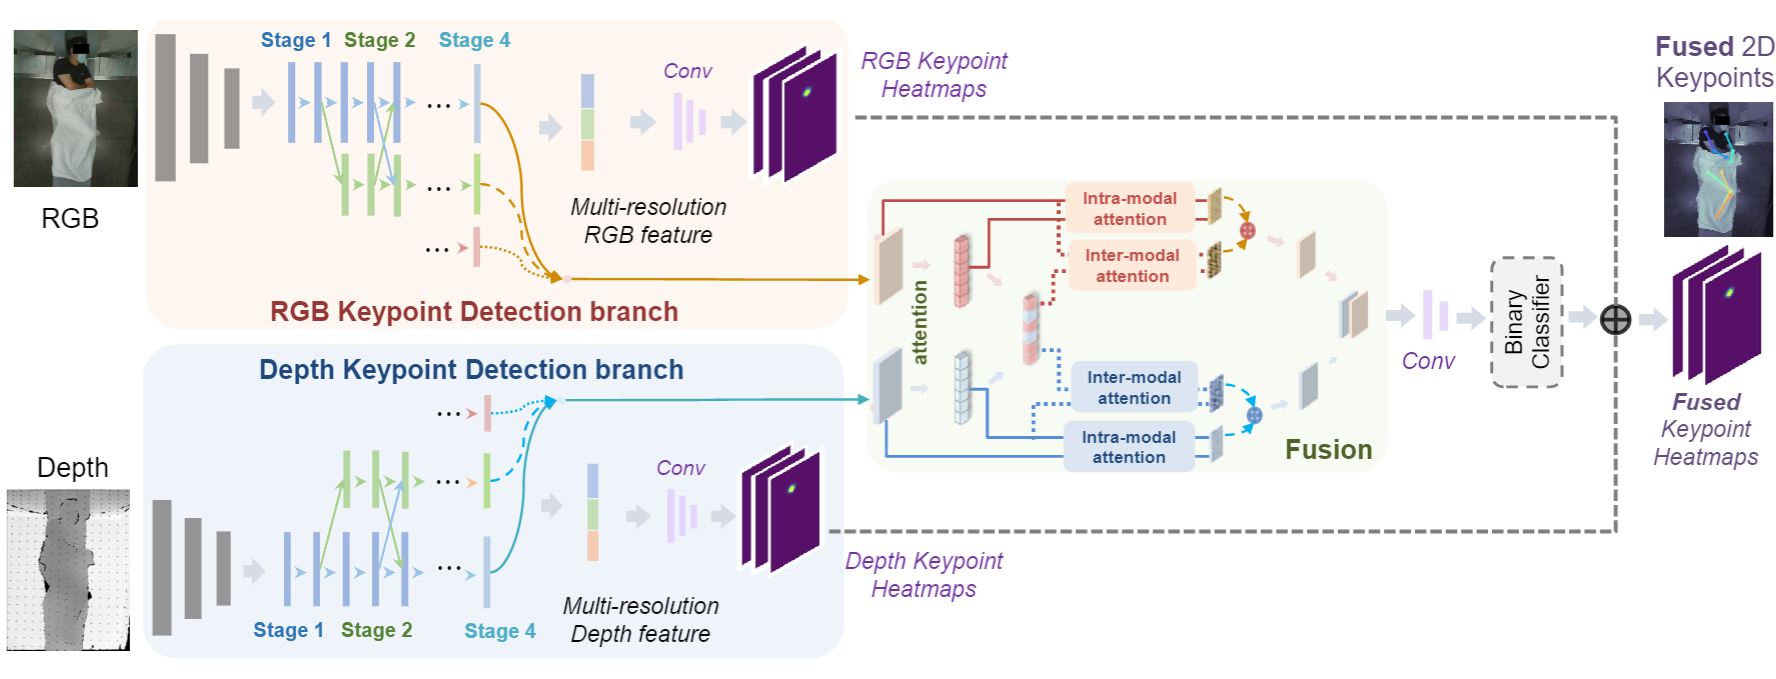 Stage 1
Stage 2
Stage 4
Conv
RGB Keypoint
Heatmaps
Fused 2D
Keypoints
RGB
Multi-resolution
RGB feature
RGB Keypoint Detection branch
Depth Keypoint Detection branch
Depth
Conv
Stage 1
Stage 2
Stage 4
Multi-resolution
Depth feature
Depth Keypoint
Heatmaps
attention
Intra-modal
attention
Inter-modal
attention
Inter-modal
attention
Intra-modal
attention
Fusion
Conv
Binary
Classifier
Fused
Keypoint
Heatmaps